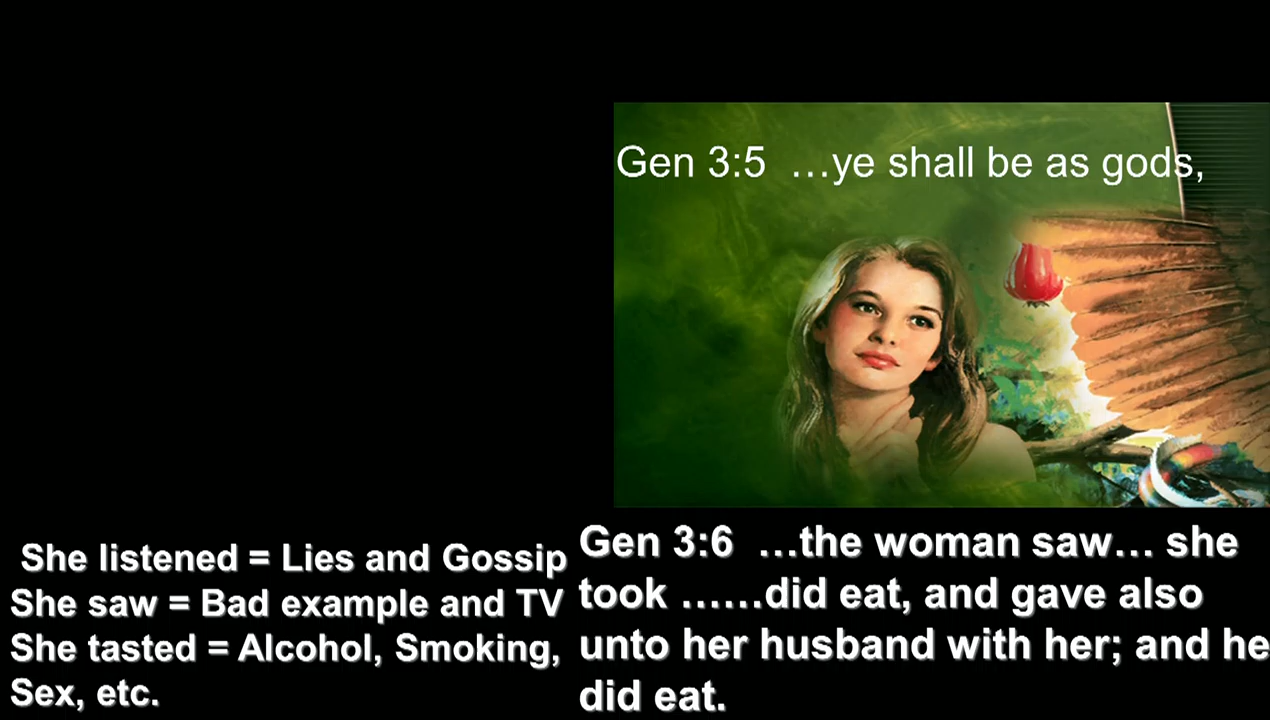 Gen 3:5  …ye shall be as gods,
She listened = Lies and Gossip
She saw = Bad example and TV
She tasted = Alcohol, Smoking,
Sex, etc.
Gen 3:6  …the woman saw… she
took ……did eat, and gave also
unto her husband with her; and he
did eat.